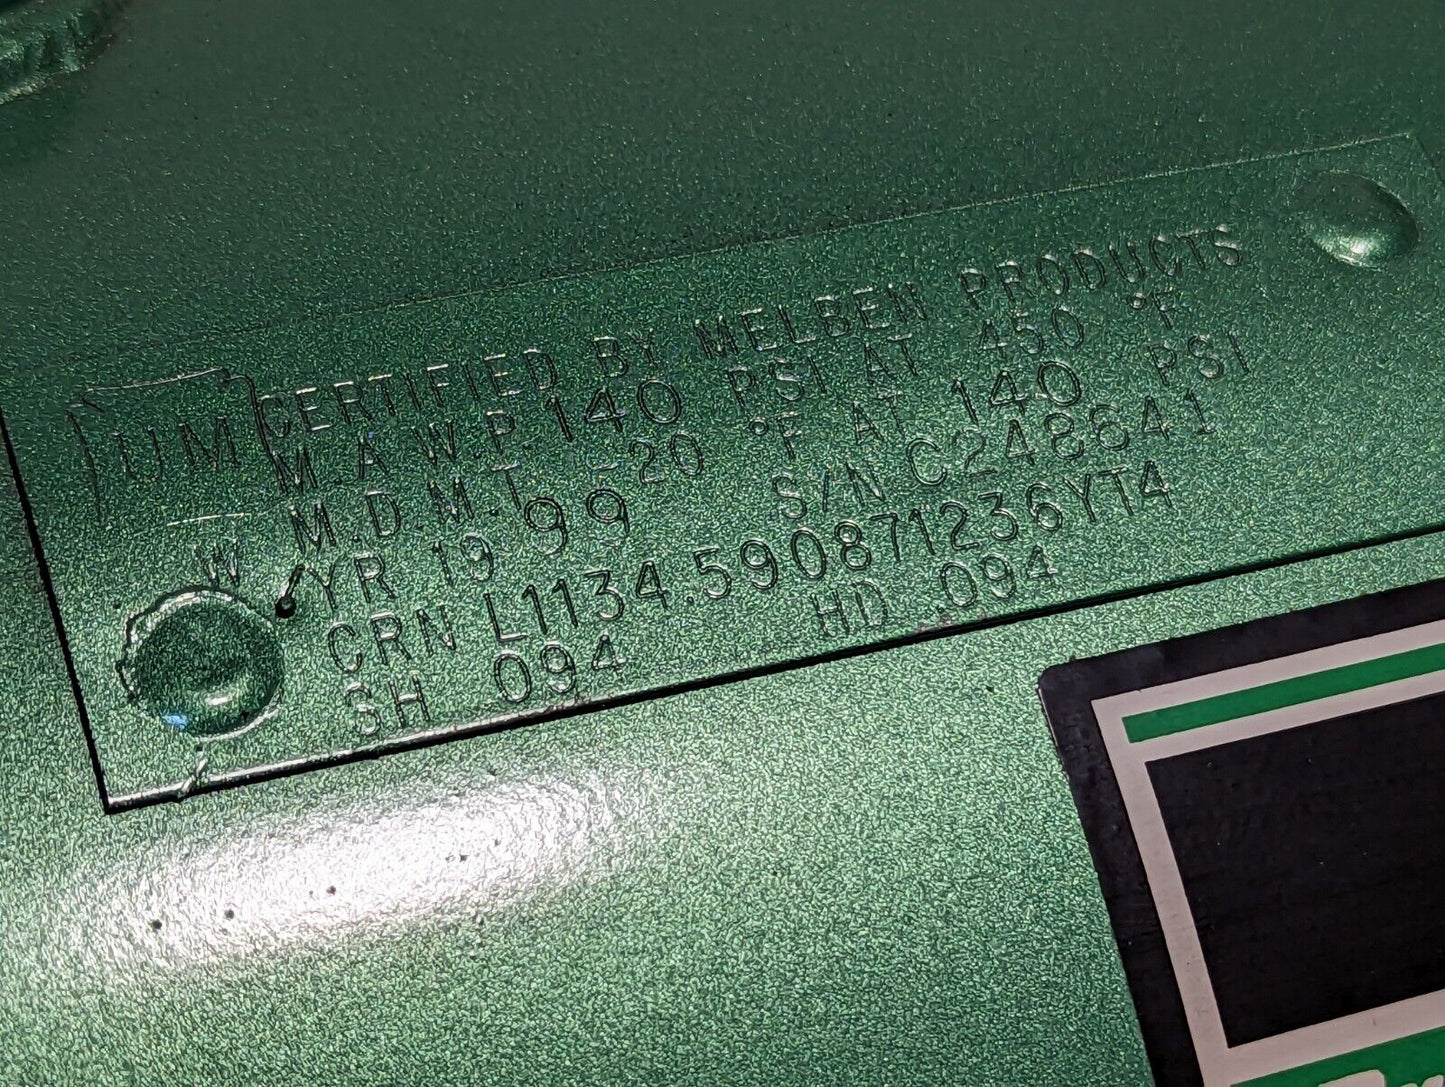 UM
W
CERTIFIED BY MELBEN PRODUCTS
M.A.W.P. 140 PSI AT 450 °F
M.D.M.T. -20 °F AT 140 PSI
YR 19 99 S/N C248641
CRN L1134.590871236YT4
SH .094 HD .094